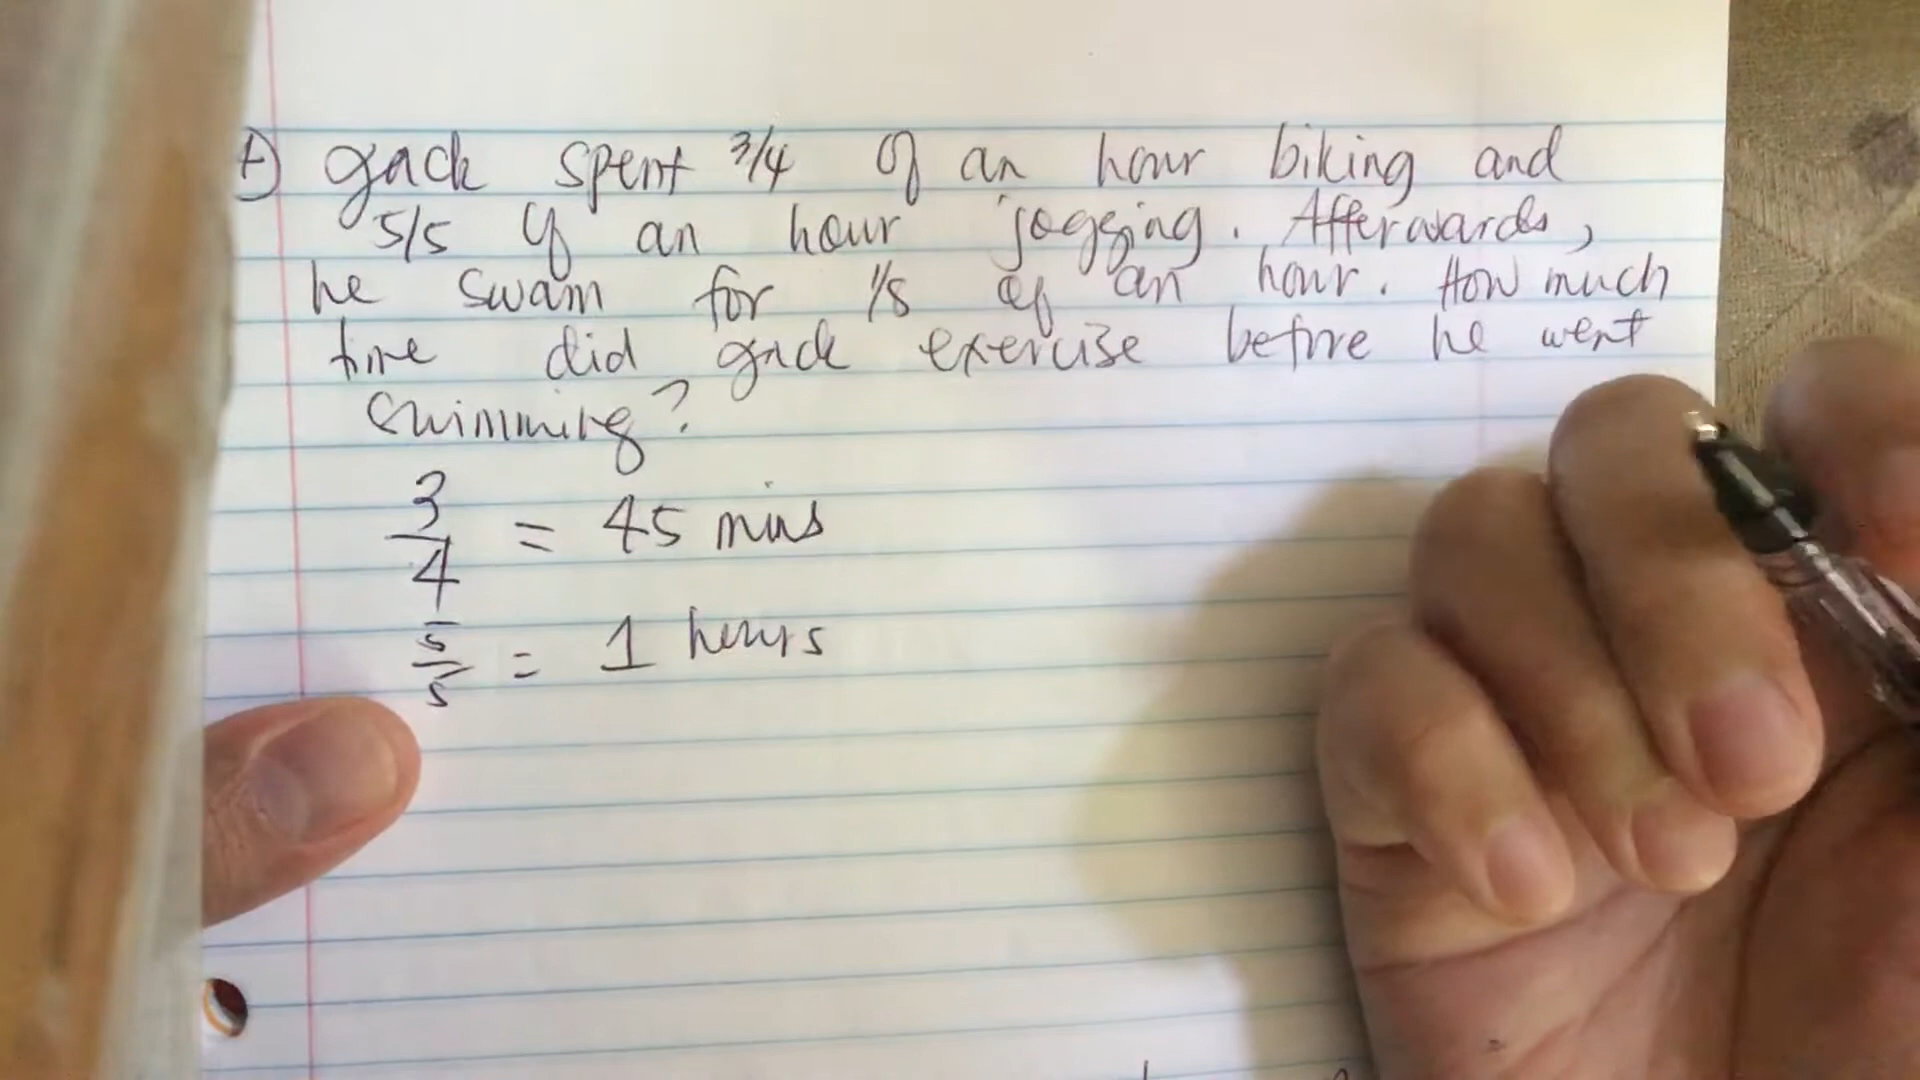 Jack spent 3/4 of an hour biking and
5/5 of an hour jogging. Afterwards,
he swam for 1/8 of an hour. How much
time did Jack exercise before he went
swimming?
3/4 = 45 mins
5/5 = 1 hours